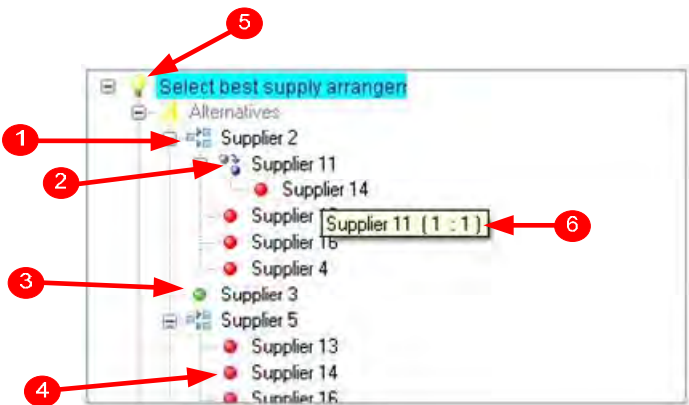 5
Select best supply arrangem
Alternatives
1 Supplier 2
2 Supplier 11
Supplier 14
Supplier
Supplier 11 ( 1 : 1 ) 6
Supplier 16
Supplier 4
3 Supplier 3
Supplier 5
Supplier 13
4 Supplier 14
Supplier 16